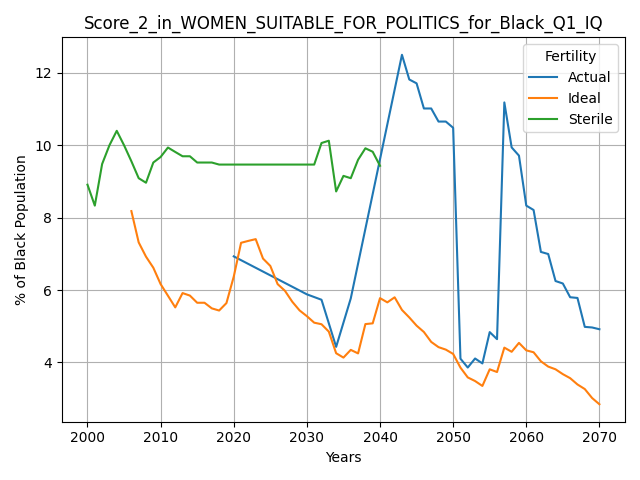 Score_2_in_WOMEN_SUITABLE_FOR_POLITICS_for_Black_Q1_IQ
Fertility
Actual
Ideal
Sterile
% of Black Population
12
10
8
6
4
2000 2010 2020 2030 2040 2050 2060 2070
Years